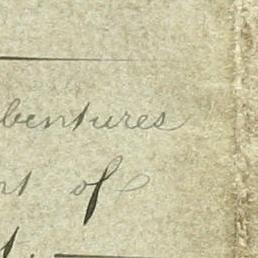 bentures
nt of
t.